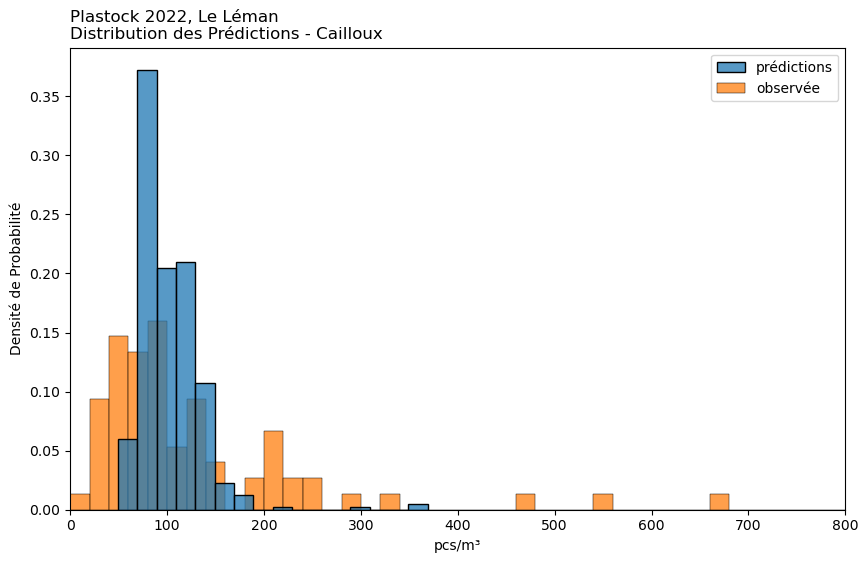 Plastock 2022, Le Léman
Distribution des Prédictions - Cailloux
prédictions
observée
Densité de Probabilité
0.35
0.30
0.25
0.20
0.15
0.10
0.05
0.00
0 100 200 300 400 500 600 700 800
pcs/m³